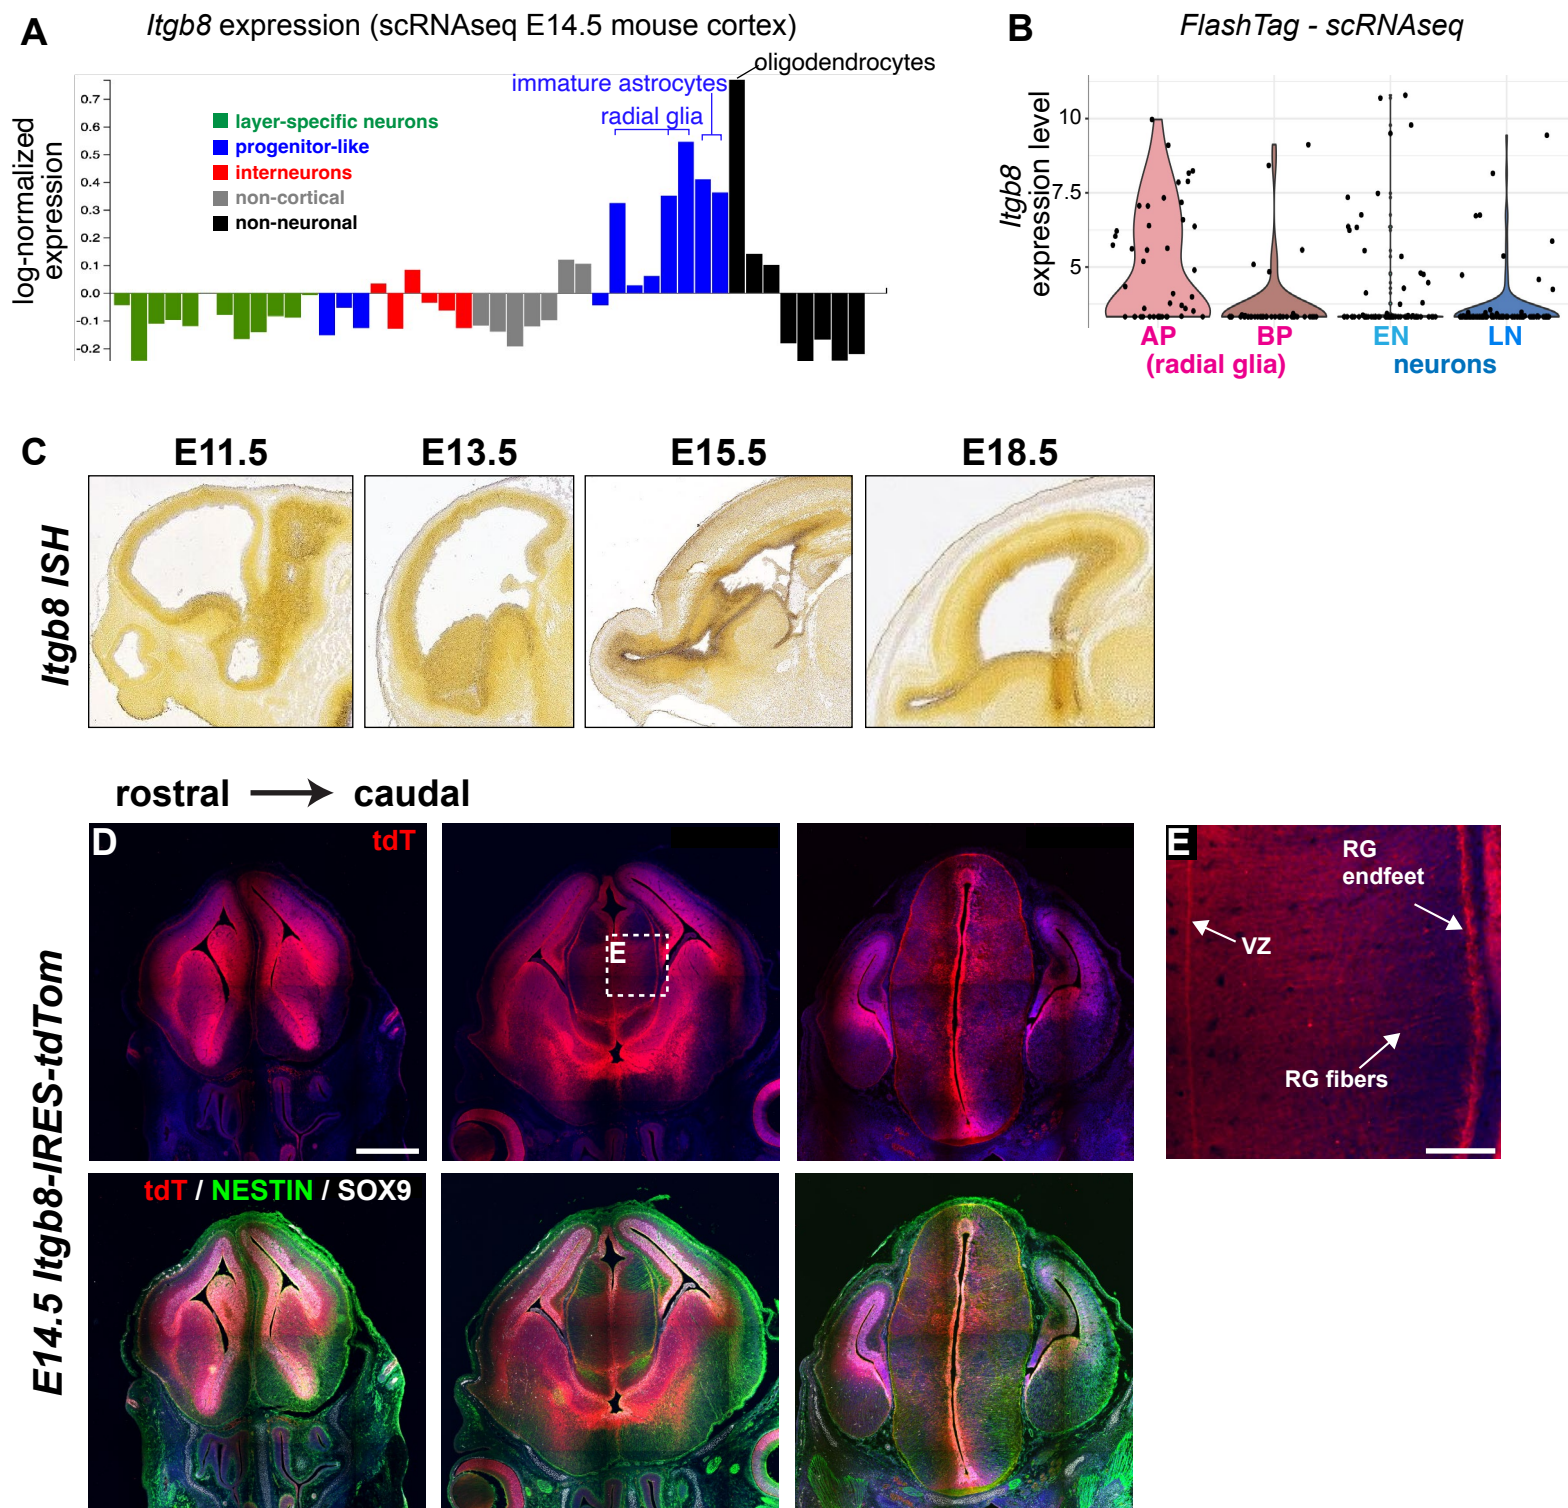 A
Itgb8 expression (scRNAseq E14.5 mouse cortex)
oligodendrocytes
immature astrocytes
radial glia
log-normalized
expression
0.7
0.6
0.5
0.4
0.3
0.2
0.1
0.0
-0.1
-0.2
layer-specific neurons
progenitor-like
interneurons
non-cortical
non-neuronal
B
FlashTag - scRNAseq
Itgb8
expression level
10
7.5
5
AP
BP
EN
LN
(radial glia)
neurons
C
E11.5
E13.5
E15.5
E18.5
Itgb8 ISH
rostral
caudal
E14.5 Itgb8-IRES-tdTom
D
tdT
E
E
RG
endfeet
VZ
RG fibers
tdT / NESTIN / SOX9